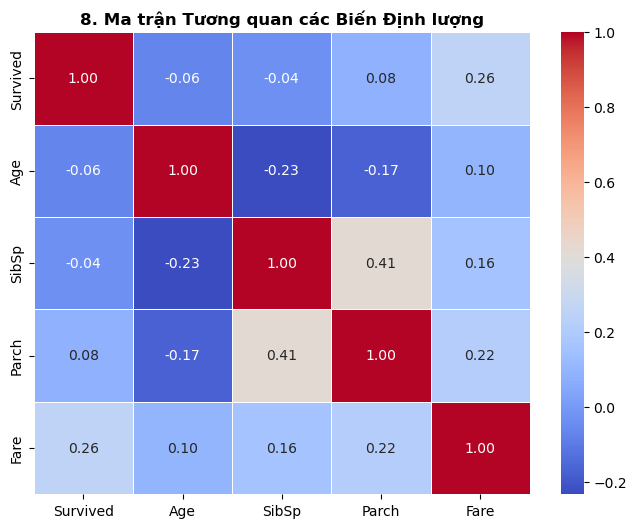 8. Ma trận Tương quan các Biến Định lượng
Survived 1.00 -0.06 -0.04 0.08 0.26
Age -0.06 1.00 -0.23 -0.17 0.10
SibSp -0.04 -0.23 1.00 0.41 0.16
Parch 0.08 -0.17 0.41 1.00 0.22
Fare 0.26 0.10 0.16 0.22 1.00
Survived Age SibSp Parch Fare
1.0
0.8
0.6
0.4
0.2
0.0
−0.2